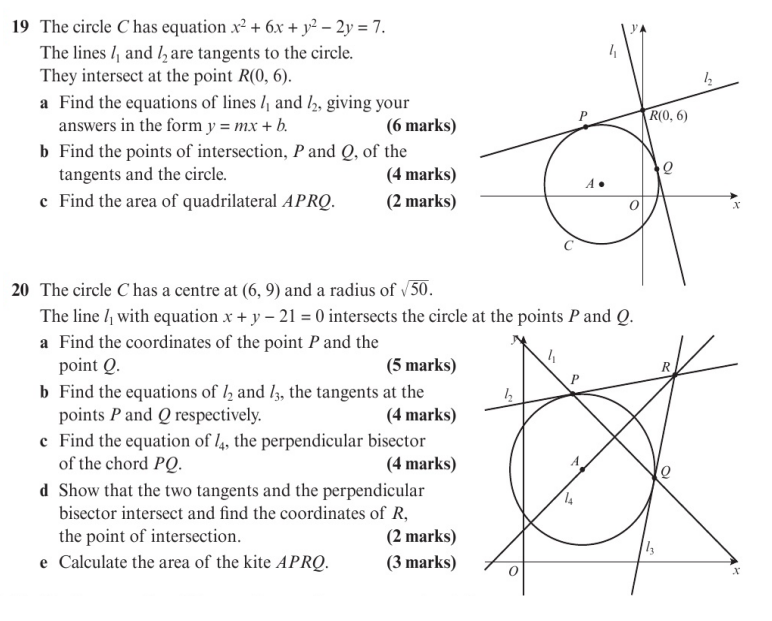 19 The circle C has equation x² + 6x + y² – 2y = 7.
The lines l₁ and l₂ are tangents to the circle.
They intersect at the point R(0, 6).
a Find the equations of lines l₁ and l₂, giving your
answers in the form y = mx + b. (6 marks)
b Find the points of intersection, P and Q, of the
tangents and the circle. (4 marks)
c Find the area of quadrilateral APRQ. (2 marks)
y
l₁
l₂
P
R(0, 6)
Q
A
O
x
C
20 The circle C has a centre at (6, 9) and a radius of √50.
The line l₁ with equation x + y – 21 = 0 intersects the circle at the points P and Q.
a Find the coordinates of the point P and the
point Q. (5 marks)
b Find the equations of l₂ and l₃, the tangents at the
points P and Q respectively. (4 marks)
c Find the equation of l₄, the perpendicular bisector
of the chord PQ. (4 marks)
d Show that the two tangents and the perpendicular
bisector intersect and find the coordinates of R,
the point of intersection. (2 marks)
e Calculate the area of the kite APRQ. (3 marks)
y
l₁
R
P
l₂
A
Q
l₄
l₃
O
x